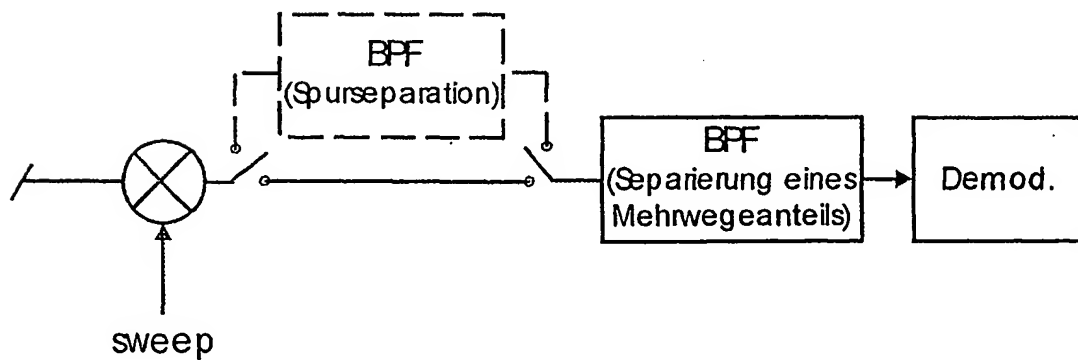 BPF
(Spurseparation)
BPF
(Separierung eines
Mehrwegeanteils)
Demod.
sweep